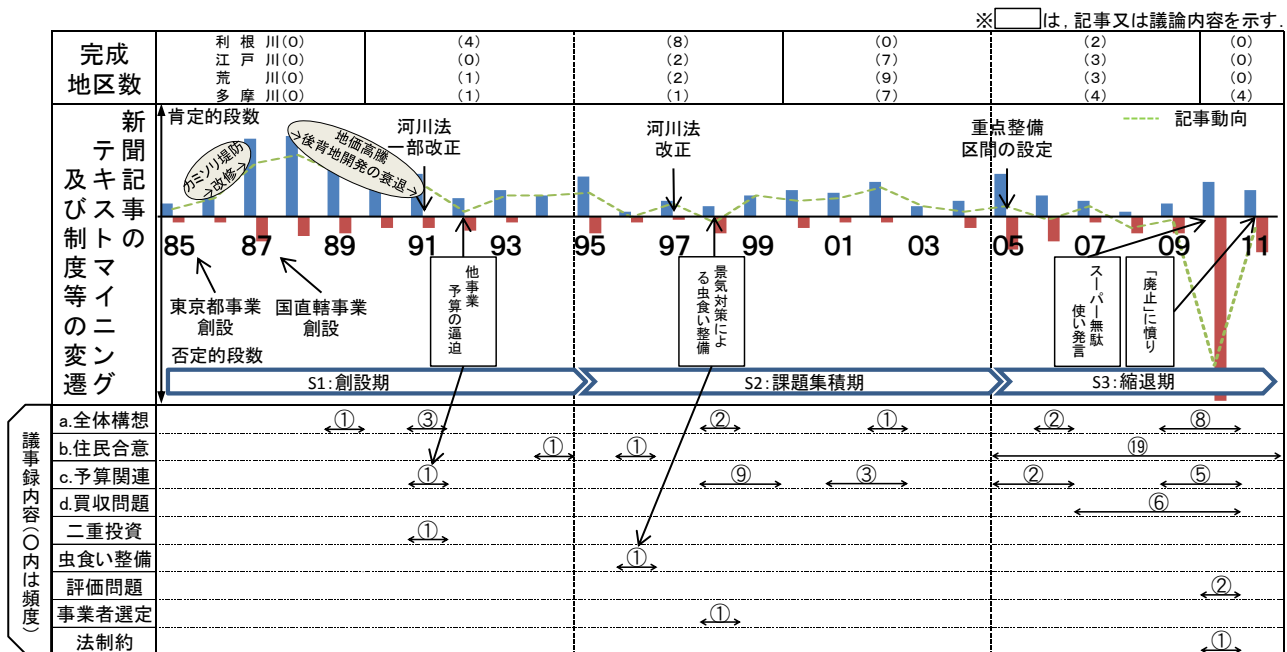 ※□は，記事又は議論内容を示す．
完成
地区数
利根川(0)
江戸川(0)
荒川(0)
多摩川(0)
(4)
(0)
(1)
(1)
(8)
(2)
(2)
(1)
(0)
(7)
(9)
(7)
(2)
(3)
(3)
(4)
(0)
(0)
(0)
(4)
新聞記事の
テキストマイニング
及び制度等の変遷
肯定的段数
カミソリ堤防
→改修→
地価高騰
→後背地開発の衰退→
河川法
一部改正
河川法
改正
重点整備
区間の設定
記事動向
85
87
89
91
93
95
97
99
01
03
05
07
09
11
東京都事業
創設
国直轄事業
創設
他事業
予算の逼迫
景気対策によ
る虫食い整備
スーパー無駄
使い発言
「廃止」に憤り
否定的段数
S1:創設期
S2:課題集積期
S3:縮退期
議事録内容(〇内は頻度)
a.全体構想
①
③
②
①
②
⑧
b.住民合意
①
①
⑲
c.予算関連
①
⑨
③
②
⑤
d.買収問題
⑥
二重投資
①
虫食い整備
①
評価問題
②
事業者選定
①
法制約
①